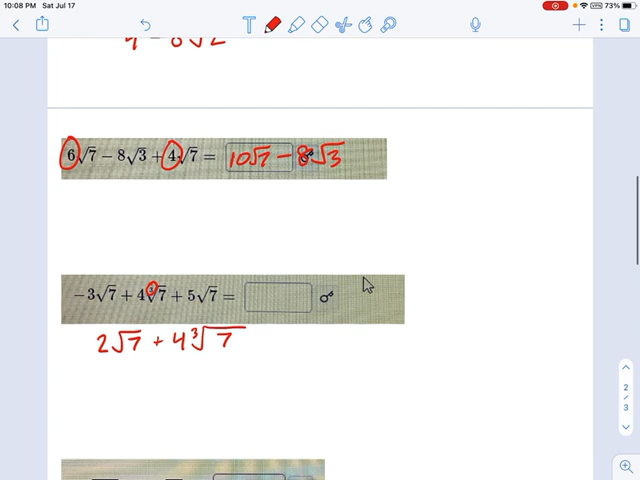 10:08 PM Sat Jul 17 VPN 73%
6√7 − 8√3 + 4√7 = 10√7 − 8√3
−3√7 + 4∛7 + 5√7 =
2√7 + 4∛7
2/3